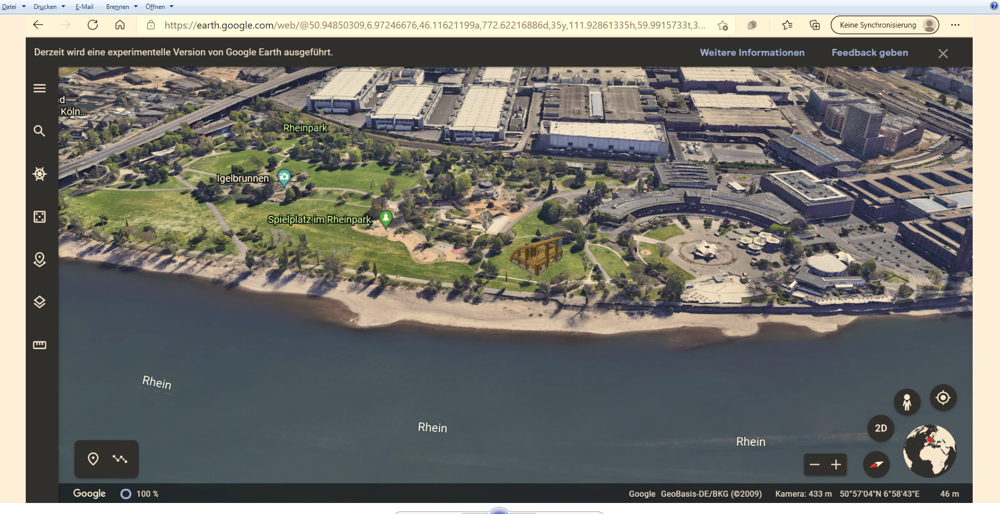 Datei Drucken E-Mail Brennen Öffnen
https://earth.google.com/web/@50.94850309,6.97246676,46.11621199a,772.62216886d,35y,111.92861335h,59.9915733t,3...
Keine Synchronisierung
Derzeit wird eine experimentelle Version von Google Earth ausgeführt.
Weitere Informationen
Feedback geben
d
Köln...
Rheinpark
Igelbrunnen
Spielplatz im Rheinpark
Rhein
Rhein
Rhein
2D
Google 100 % Google GeoBasis-DE/BKG (©2009) Kamera: 433 m 50°57'04"N 6°58'43"E 46 m